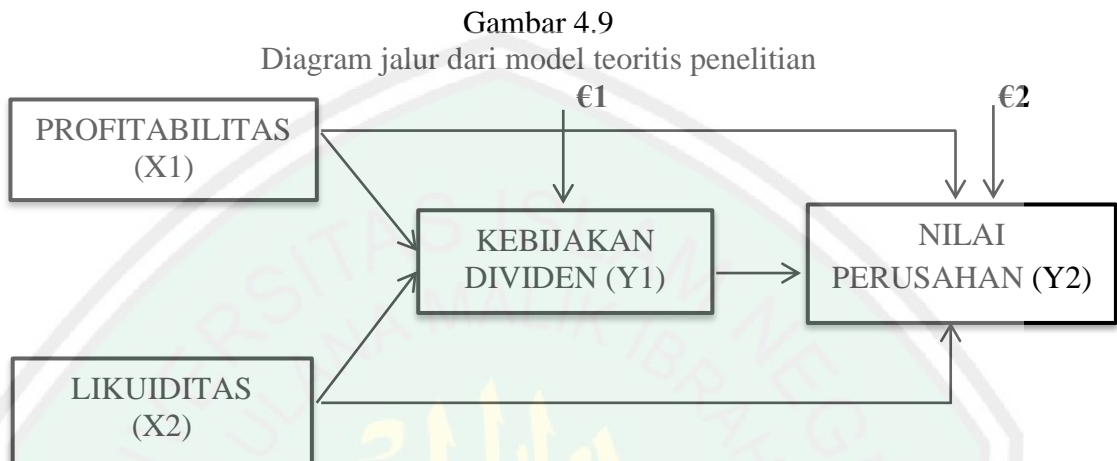 Gambar 4.9
Diagram jalur dari model teoritis penelitian
€1
€2
PROFITABILITAS
(X1)
KEBIJAKAN
DIVIDEN (Y1)
NILAI
PERUSAHAN (Y2)
LIKUIDITAS
(X2)